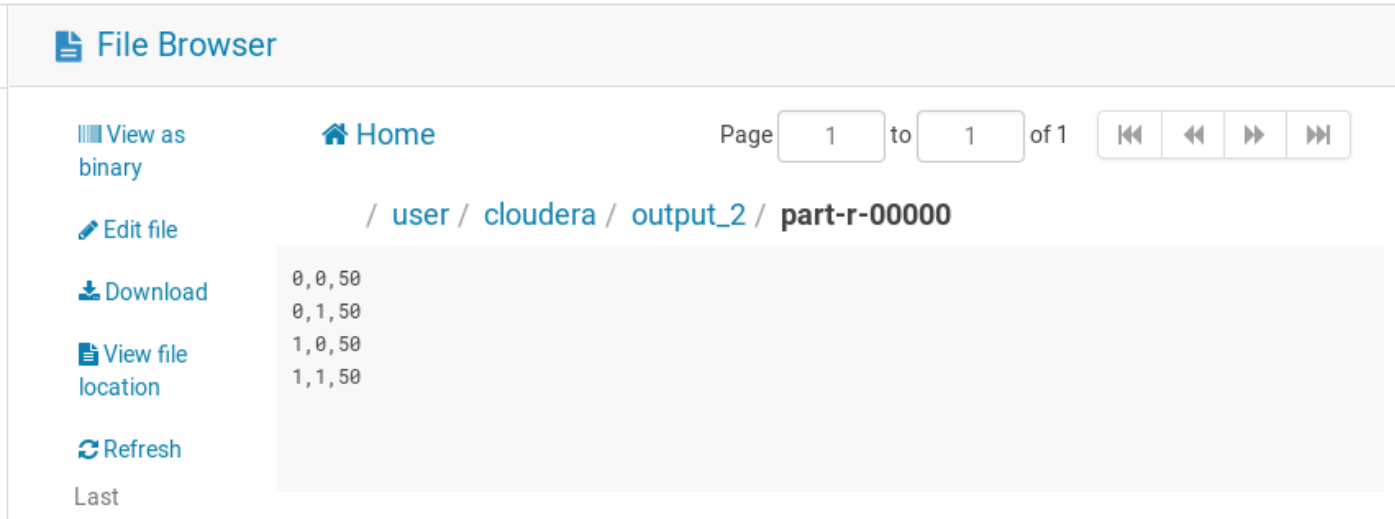 File Browser
View as
binary
Edit file
Download
View file
location
Refresh
Last
Home
Page 1 to 1 of 1
/ user / cloudera / output_2 / part-r-00000
0,0,50
0,1,50
1,0,50
1,1,50